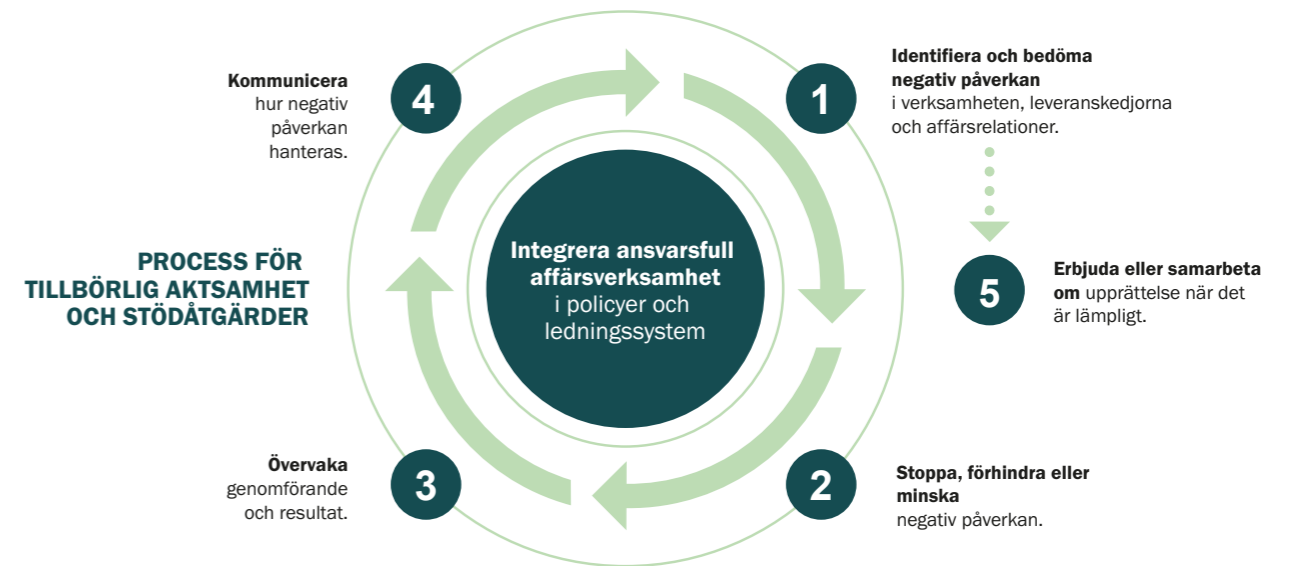 PROCESS FÖR
TILLBÖRLIG AKTSAMHET
OCH STÖDÅTGÄRDER
Integrera ansvarsfull
affärsverksamhet
i policyer och
ledningssystem
1
Identifiera och bedöma
negativ påverkan
i verksamheten, leveranskedjorna
och affärsrelationer.
2
Stoppa, förhindra eller
minska
negativ påverkan.
3
Övervaka
genomförande
och resultat.
4
Kommunicera
hur negativ
påverkan
hanteras.
5
Erbjuda eller samarbeta
om upprättelse när det
är lämpligt.